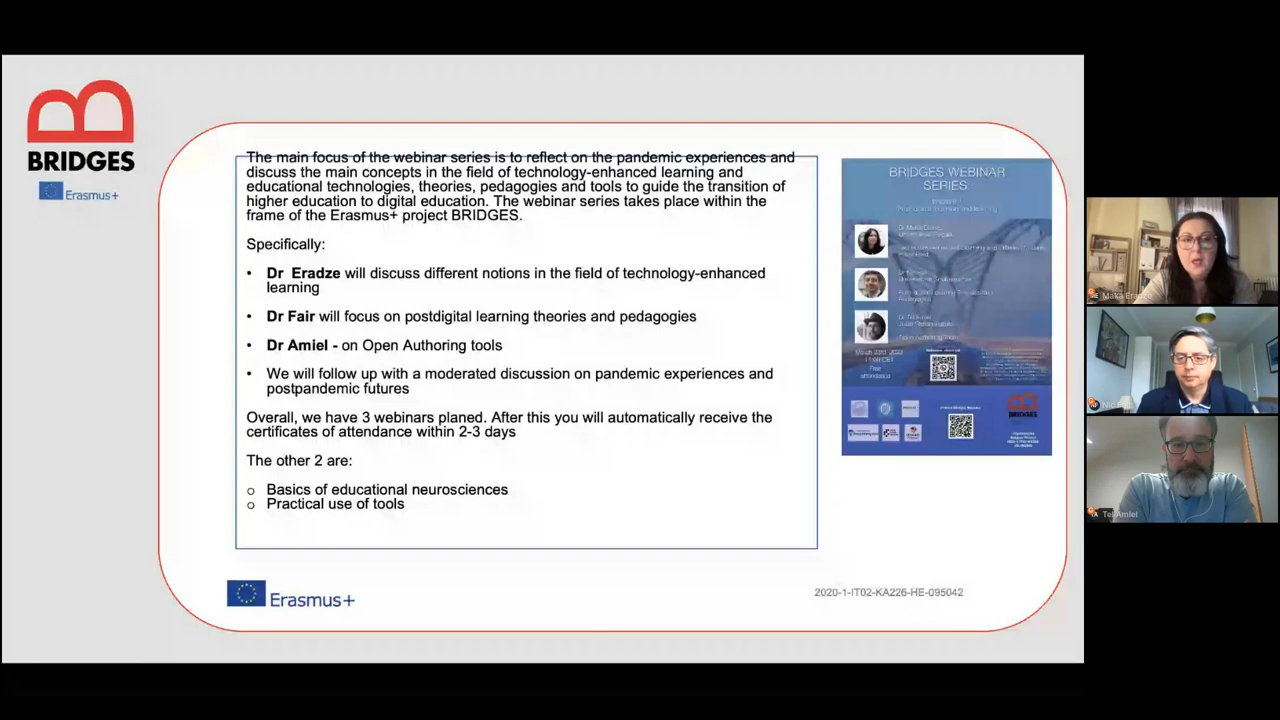 BRIDGES
Erasmus+
The main focus of the webinar series is to reflect on the pandemic experiences and
discuss the main concepts in the field of technology-enhanced learning and
educational technologies, theories, pedagogies and tools to guide the transition of
higher education to digital education. The webinar series takes place within the
frame of the Erasmus+ project BRIDGES.
Specifically:
• Dr Eradze will discuss different notions in the field of technology-enhanced
learning
• Dr Fair will focus on postdigital learning theories and pedagogies
• Dr Amiel - on Open Authoring tools
• We will follow up with a moderated discussion on pandemic experiences and
postpandemic futures
Overall, we have 3 webinars planed. After this you will automatically receive the
certificates of attendance within 2-3 days
The other 2 are:
o Basics of educational neurosciences
o Practical use of tools
Erasmus+
2020-1-IT02-KA226-HE-095042
BRIDGES WEBINAR
SERIES
Free
attendance
Maka Eradze
Tel Amiel